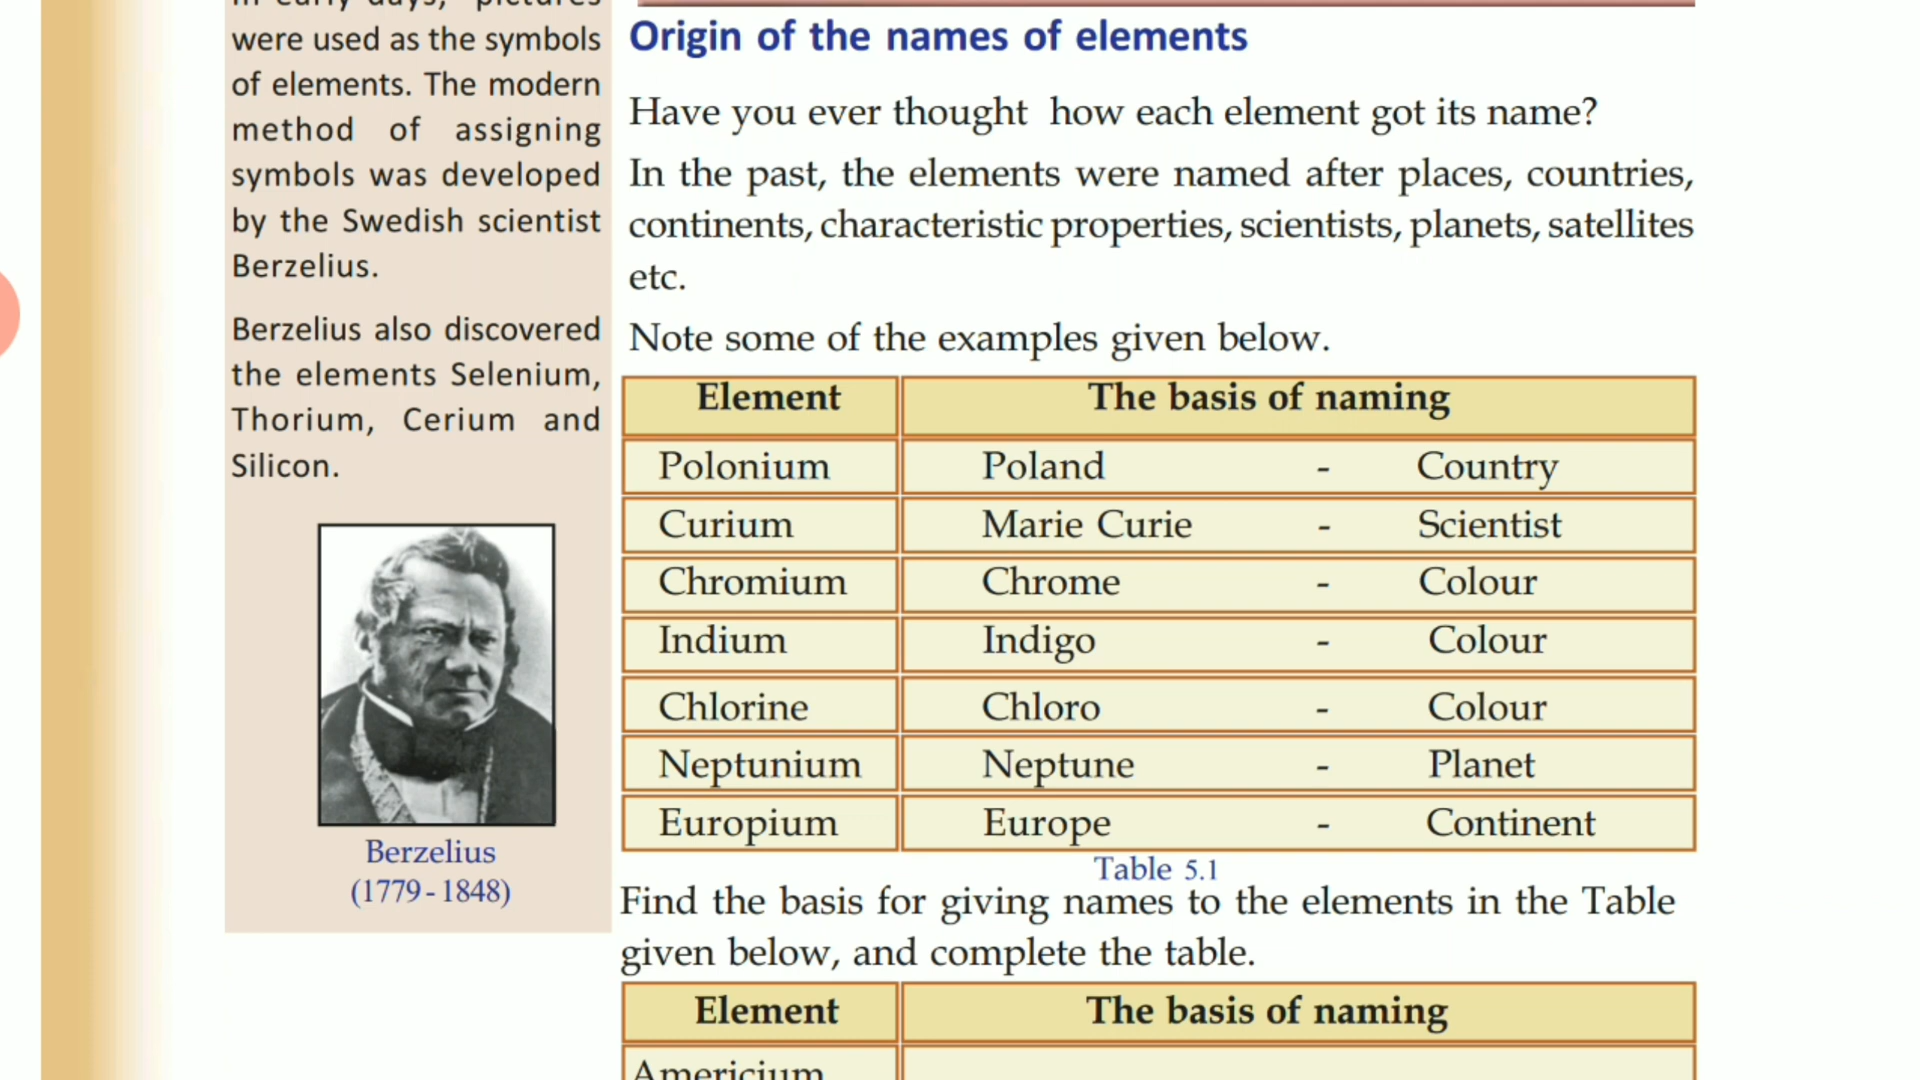 in early days, pictures
were used as the symbols
of elements. The modern
method of assigning
symbols was developed
by the Swedish scientist
Berzelius.
Berzelius also discovered
the elements Selenium,
Thorium, Cerium and
Silicon.
Berzelius
(1779-1848)
Origin of the names of elements
Have you ever thought how each element got its name?
In the past, the elements were named after places, countries,
continents, characteristic properties, scientists, planets, satellites
etc.
Note some of the examples given below.
Element The basis of naming
Polonium Poland - Country
Curium Marie Curie - Scientist
Chromium Chrome - Colour
Indium Indigo - Colour
Chlorine Chloro - Colour
Neptunium Neptune - Planet
Europium Europe - Continent
Table 5.1
Find the basis for giving names to the elements in the Table
given below, and complete the table.
Element The basis of naming
Americium